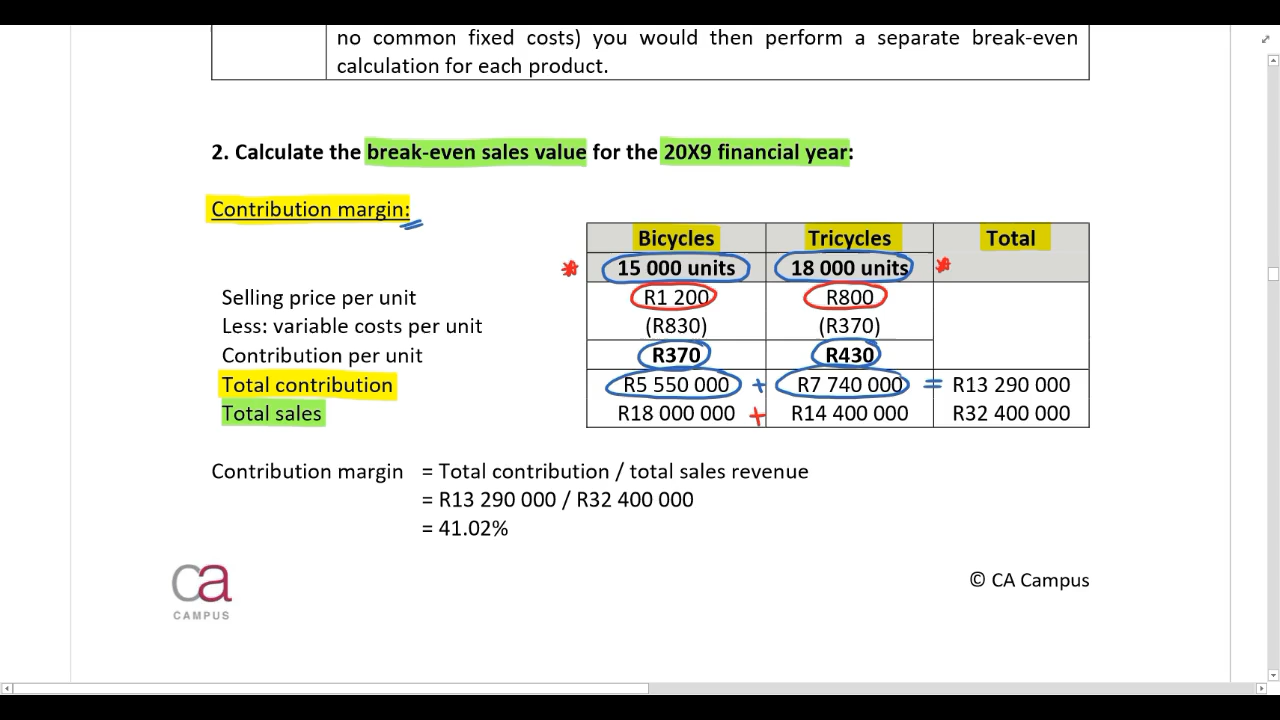 no common fixed costs) you would then perform a separate break-even
calculation for each product.
2. Calculate the break-even sales value for the 20X9 financial year:
Contribution margin:
Bicycles Tricycles Total
* 15 000 units 18 000 units *
Selling price per unit R1 200 R800
Less: variable costs per unit (R830) (R370)
Contribution per unit R370 R430
Total contribution R5 550 000 + R7 740 000 = R13 290 000
Total sales R18 000 000 + R14 400 000 R32 400 000
Contribution margin = Total contribution / total sales revenue
= R13 290 000 / R32 400 000
= 41.02%
ca
CAMPUS
© CA Campus